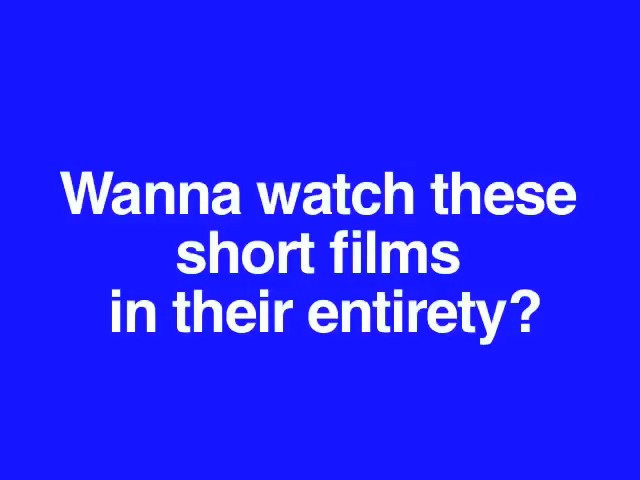 Wanna watch these
short films
in their entirety?